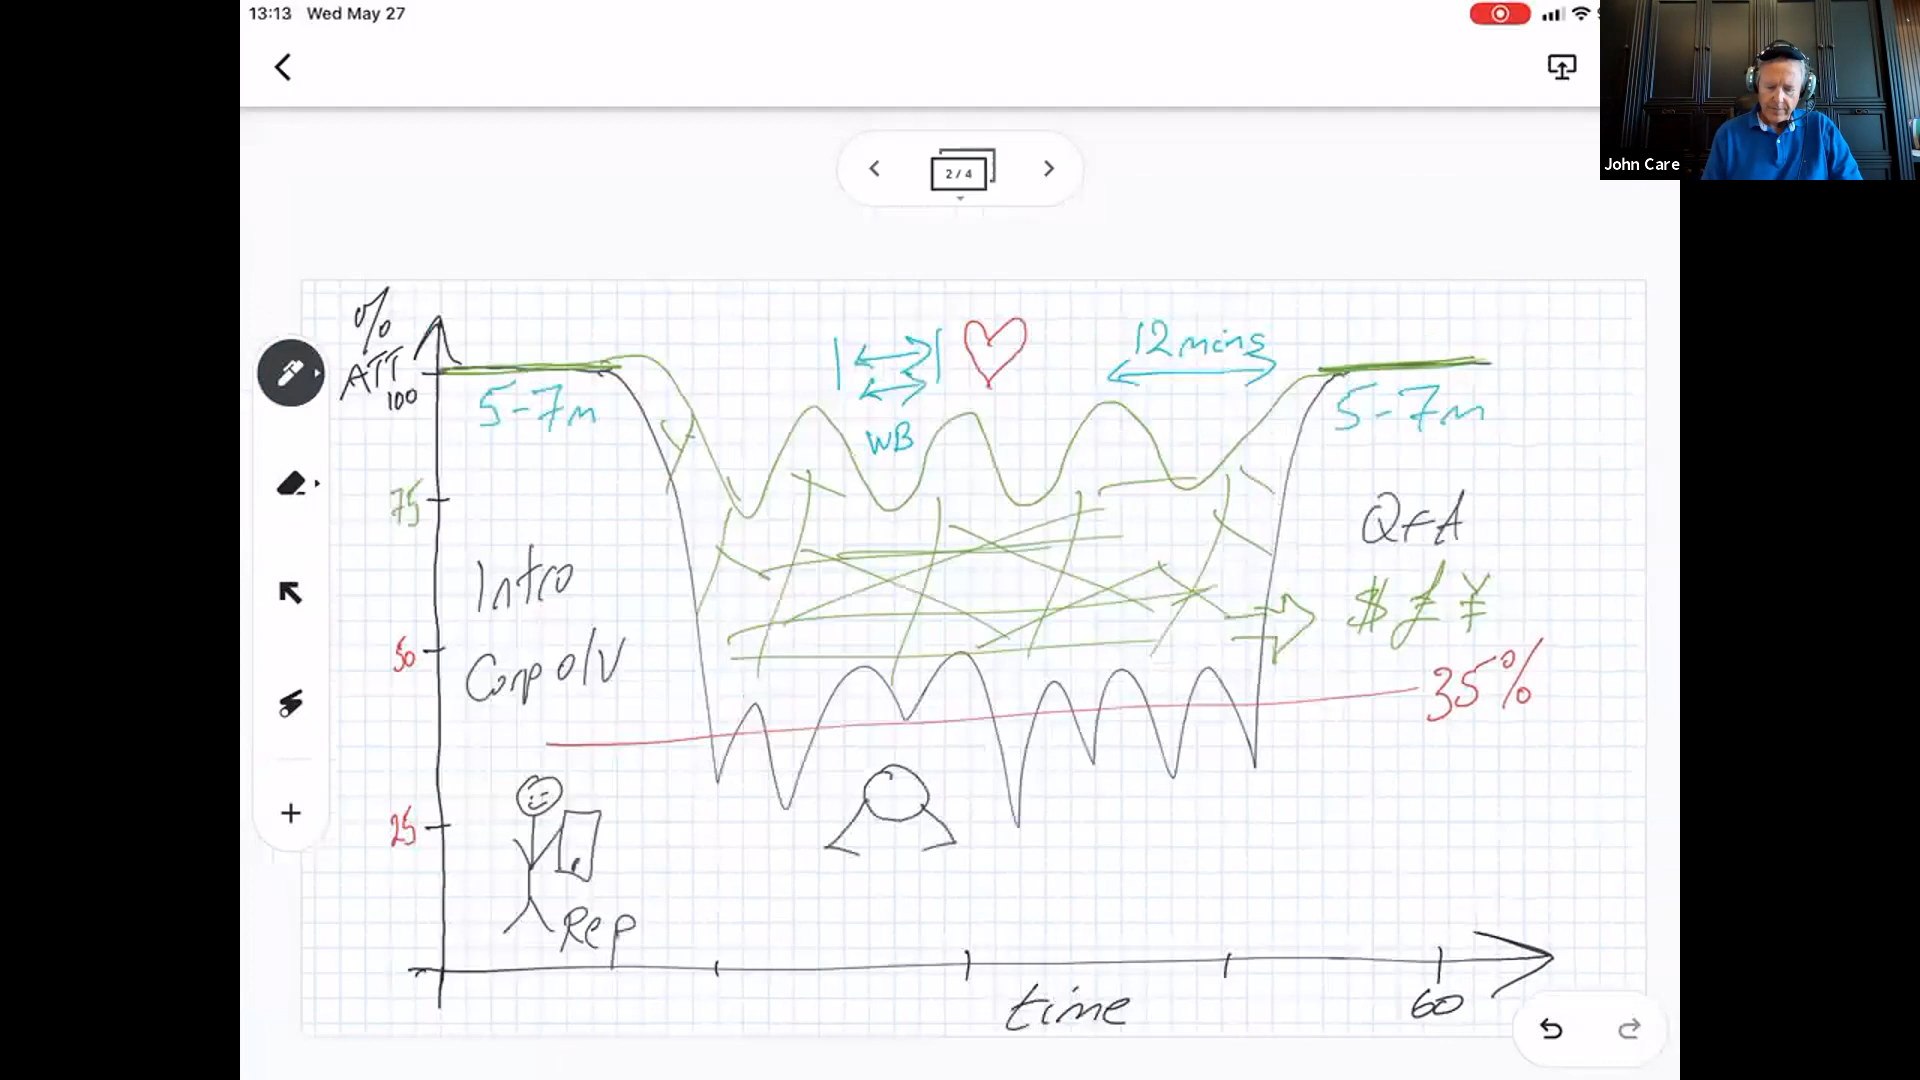 13:13 Wed May 27
John Care
2 / 4
%
ATT
100
5-7m
WB
12 mins
5-7m
75
Q+A
Intro
$ £ ¥
50
Corp o/v
35%
25
Rep
time
60